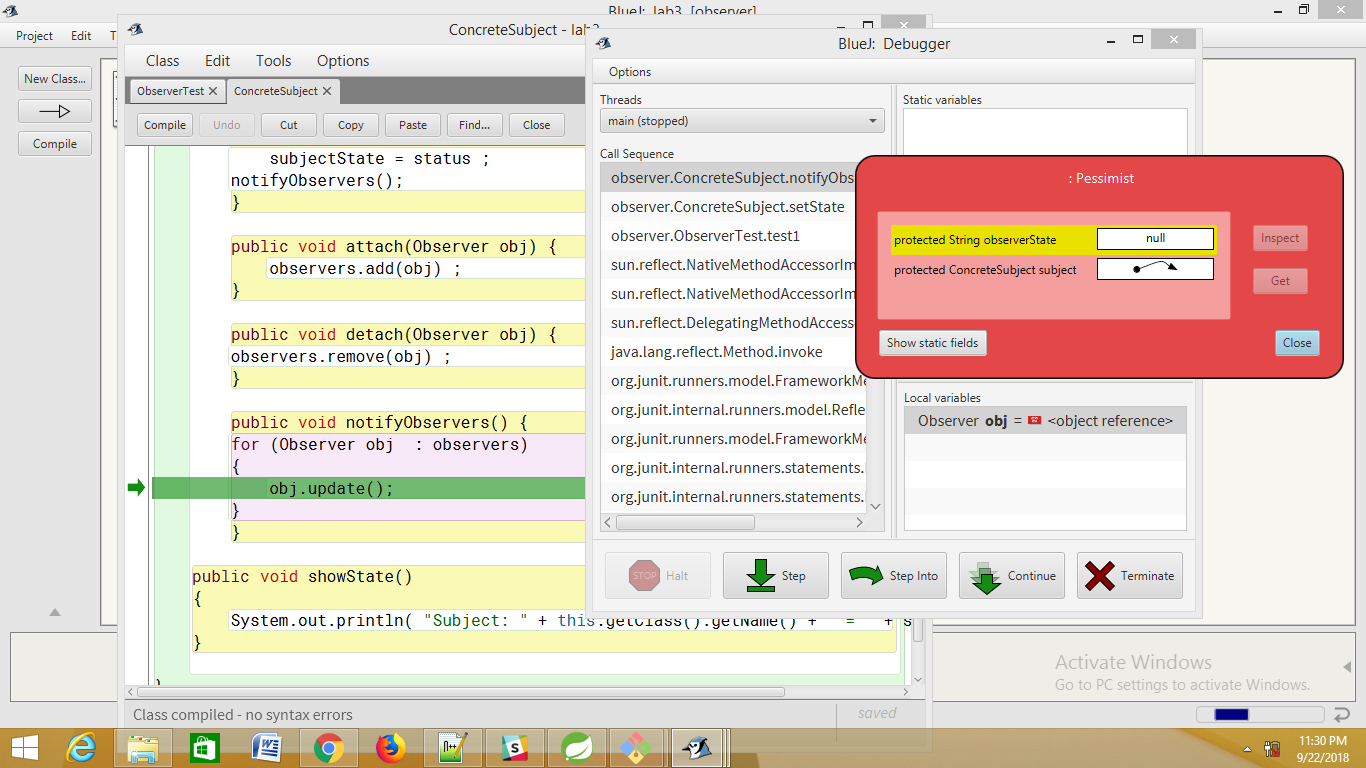 BlueJ: lab3 [observer]
Project Edit
New Class...
Compile
ConcreteSubject -
Class Edit Tools Options
ObserverTest
ConcreteSubject
Compile Undo Cut Copy Paste Find... Close
subjectState = status ;
notifyObservers();
}
public void attach(Observer obj) {
observers.add(obj) ;
}
public void detach(Observer obj) {
observers.remove(obj) ;
}
public void notifyObservers() {
for (Observer obj : observers)
{
obj.update();
}
}
public void showState()
{
System.out.println( "Subject: " + this.getClass().getName() + " = " + s
}
}
Class compiled - no syntax errors
saved
BlueJ: Debugger
Options
Threads
main (stopped)
Call Sequence
observer.ConcreteSubject.notifyObs
observer.ConcreteSubject.setState
observer.ObserverTest.test1
sun.reflect.NativeMethodAccessorIm
sun.reflect.NativeMethodAccessorIm
sun.reflect.DelegatingMethodAccess
java.lang.reflect.Method.invoke
org.junit.runners.model.FrameworkMe
org.junit.internal.runners.model.Refle
org.junit.runners.model.FrameworkMe
org.junit.internal.runners.statements.
org.junit.internal.runners.statements.
Static variables
: Pessimist
protected String observerState null
protected ConcreteSubject subject
Inspect
Get
Show static fields
Close
Local variables
Observer obj = <object reference>
STOP Halt
Step
Step Into
Continue
Terminate
Activate Windows
Go to PC settings to activate Windows.
11:30 PM
9/22/2018